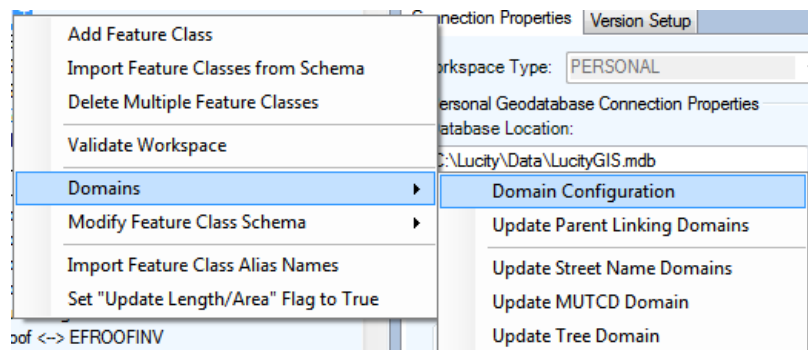 Connection Properties Version Setup
Add Feature Class
Import Feature Classes from Schema
orkspace Type: PERSONAL
Delete Multiple Feature Classes
ersonal Geodatabase Connection Properties
atabase Location:
Validate Workspace
C:\Lucity\Data\LucityGIS.mdb
Domains
Domain Configuration
Modify Feature Class Schema
Update Parent Linking Domains
Import Feature Class Alias Names
Update Street Name Domains
Set "Update Length/Area" Flag to True
Update MUTCD Domain
oof <--> EFROOFINV
Update Tree Domain